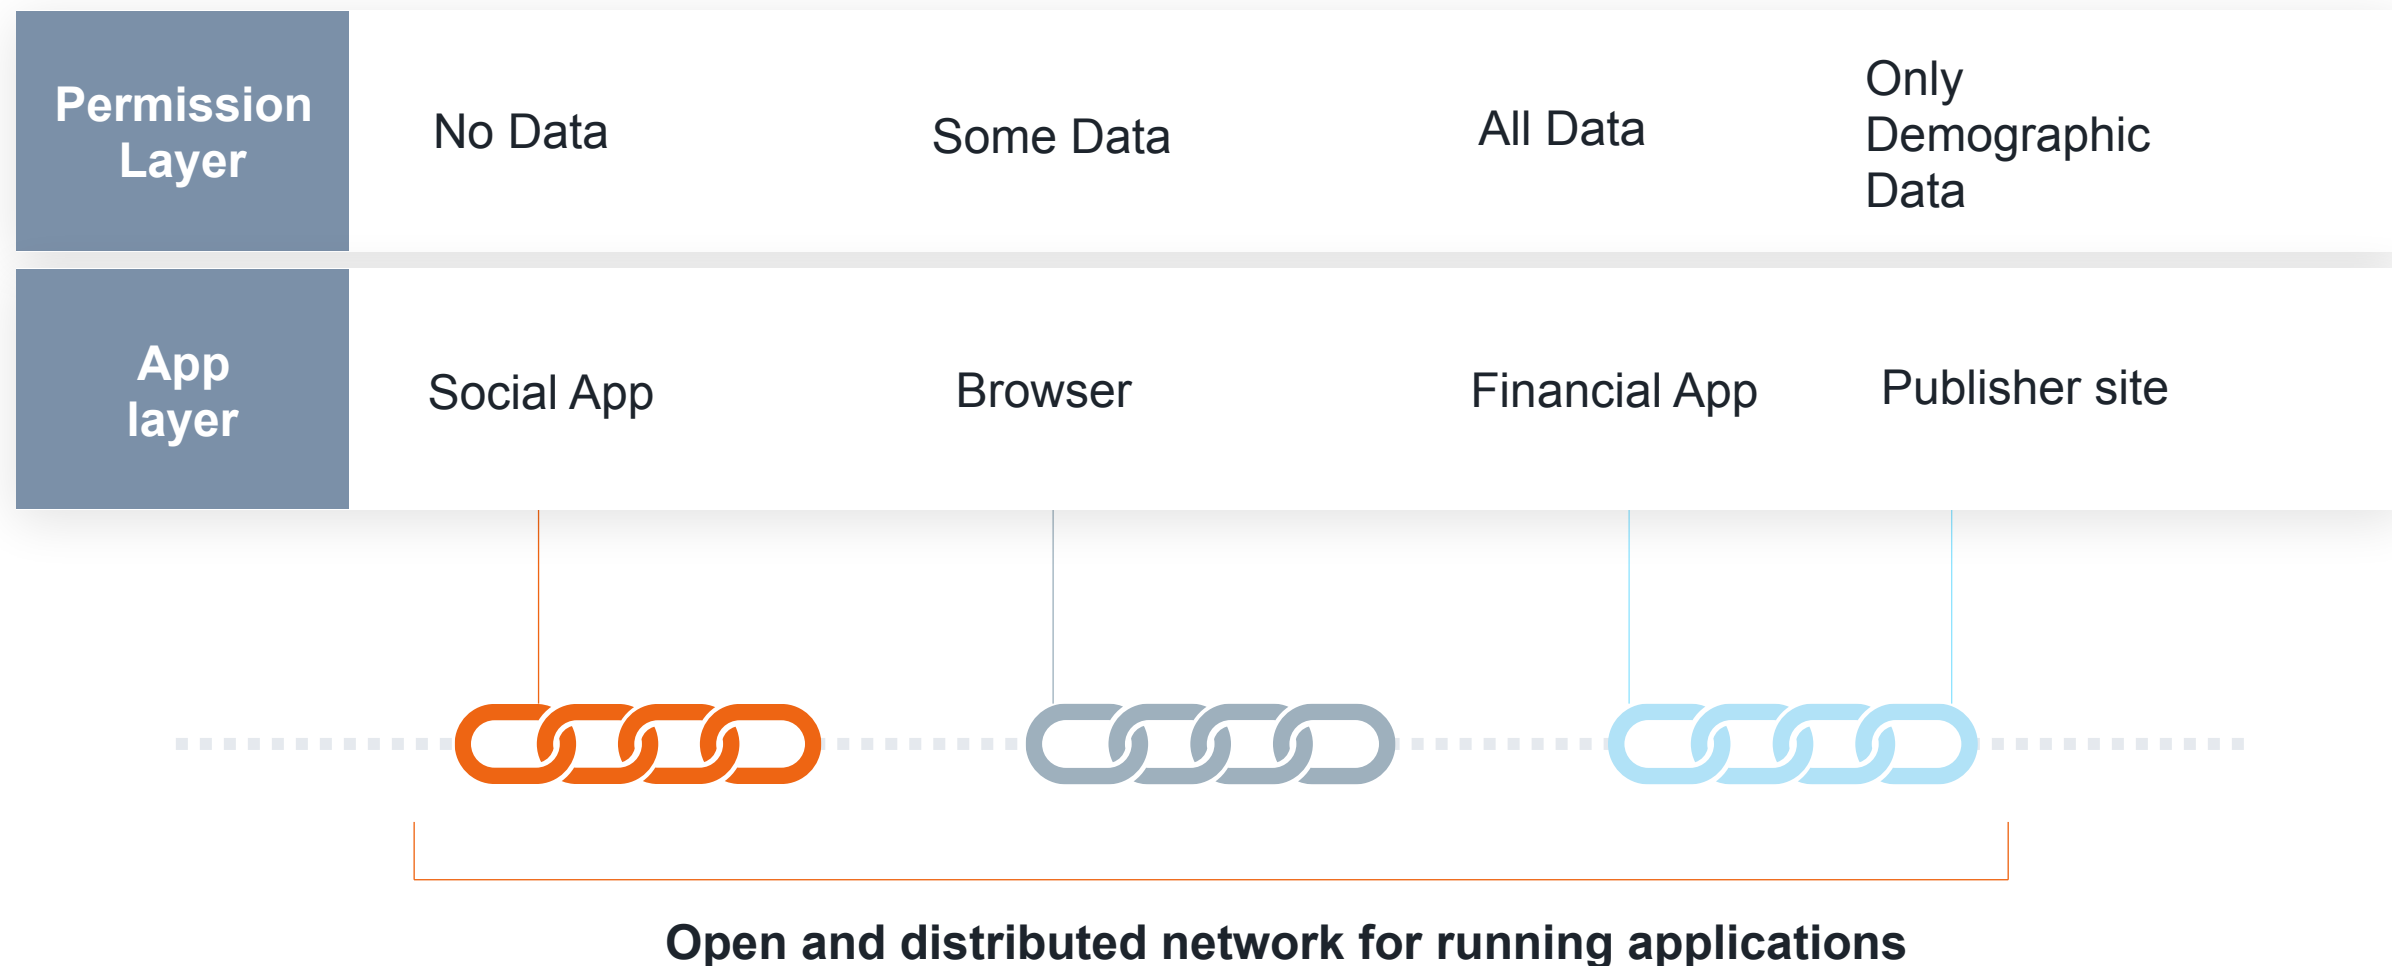 Permission
Layer
No Data
Some Data
All Data
Only
Demographic
Data
App
layer
Social App
Browser
Financial App
Publisher site
Open and distributed network for running applications